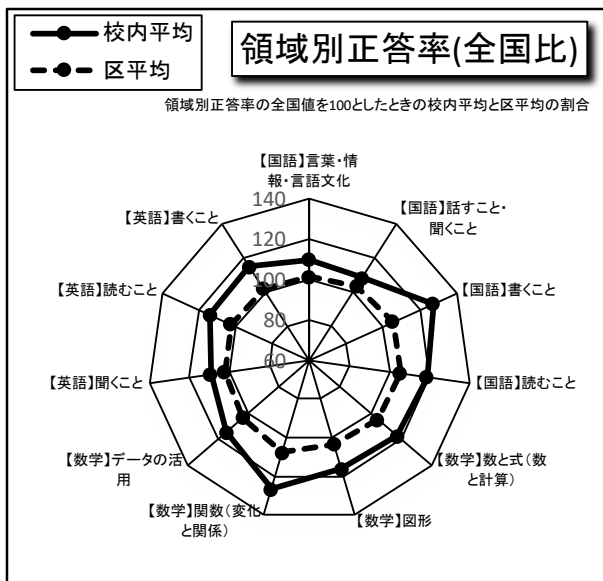 校内平均
区平均
領域別正答率(全国比)
領域別正答率の全国値を100としたときの校内平均と区平均の割合
【国語】言葉・情
報・言語文化
【国語】話すこと・
聞くこと
【国語】書くこと
【国語】読むこと
【数学】数と式(数
と計算)
【数学】図形
【数学】関数(変化
と関係)
【数学】データの活
用
【英語】聞くこと
【英語】読むこと
【英語】書くこと
140
120
100
80
60